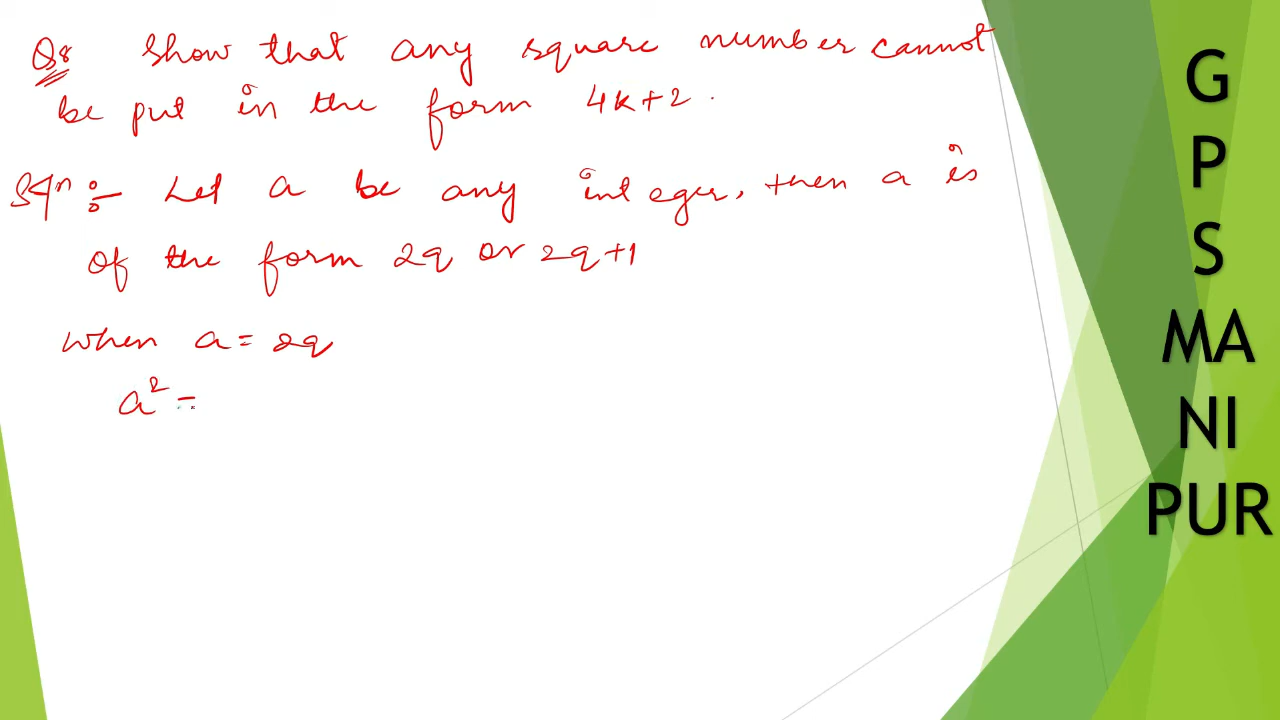 Q8 Show that any square number cannot
be put in the form 4k+2.
Solⁿ :- Let a be any integer, then a is
of the form 2q or 2q+1
when a = 2q
a² =
G
P
S
MA
NI
PUR